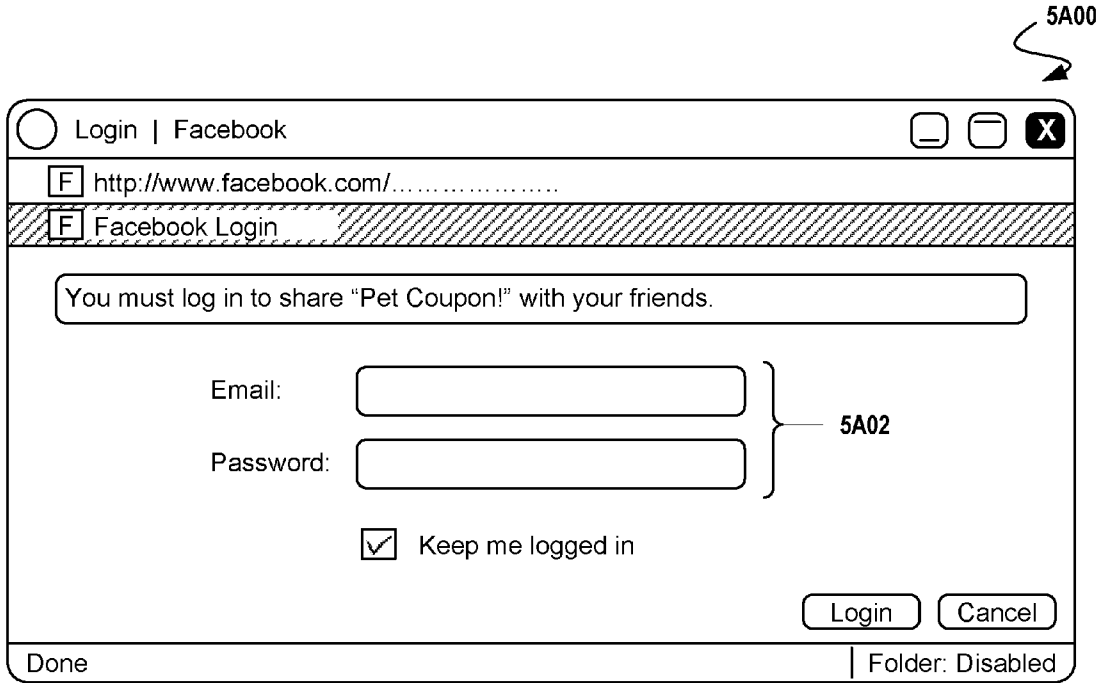 5A00
Login | Facebook
X
F http://www.facebook.com/...................
F Facebook Login
You must log in to share “Pet Coupon!” with your friends.
Email:
5A02
Password:
Keep me logged in
Login Cancel
Done | Folder: Disabled